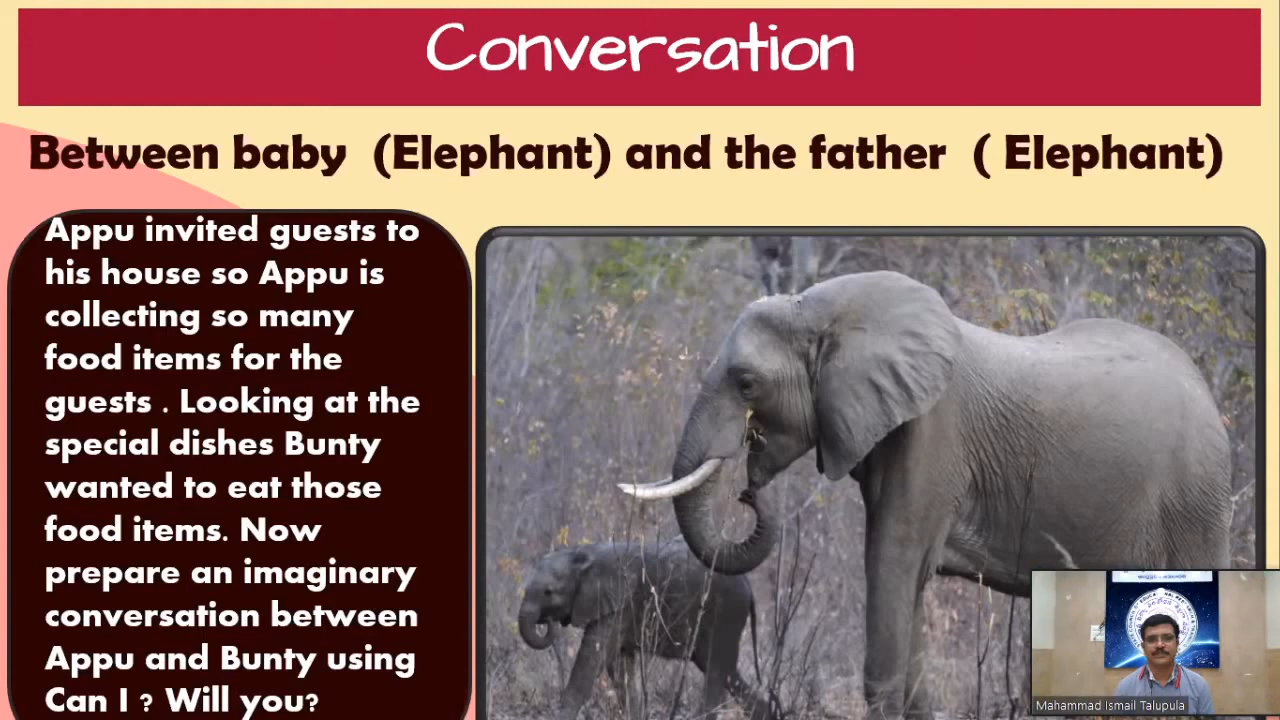 Conversation
Between baby (Elephant) and the father ( Elephant)
Appu invited guests to
his house so Appu is
collecting so many
food items for the
guests . Looking at the
special dishes Bunty
wanted to eat those
food items. Now
prepare an imaginary
conversation between
Appu and Bunty using
Can I ? Will you?
Mahammad Ismail Talupula